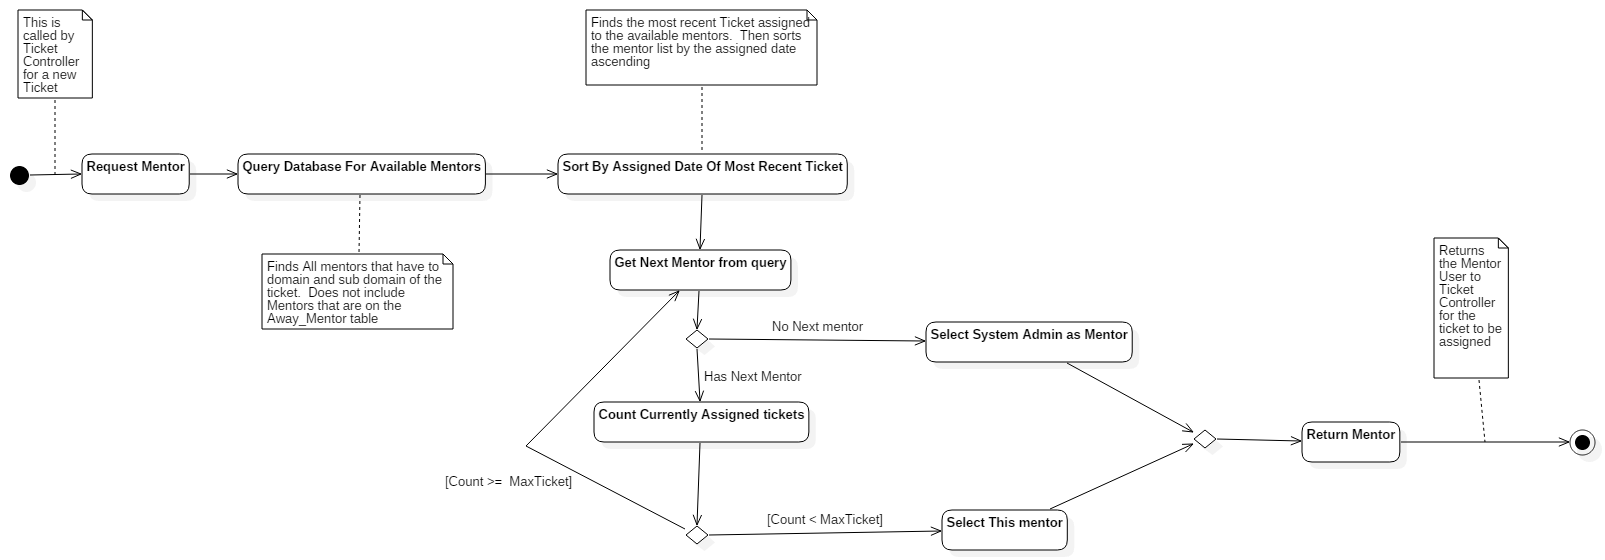 This is
called by
Ticket
Controller
for a new
Ticket
Finds the most recent Ticket assigned
to the available mentors.  Then sorts
the mentor list by the assigned date
ascending
Request Mentor
Query Database For Available Mentors
Sort By Assigned Date Of Most Recent Ticket
Finds All mentors that have to
domain and sub domain of the
ticket.  Does not include
Mentors that are on the
Away_Mentor table
Get Next Mentor from query
Returns
the Mentor
User to
Ticket
Controller
for the
ticket to be
assigned
No Next mentor
Select System Admin as Mentor
Has Next Mentor
Count Currently Assigned tickets
Return Mentor
[Count >=  MaxTicket]
[Count < MaxTicket]
Select This mentor